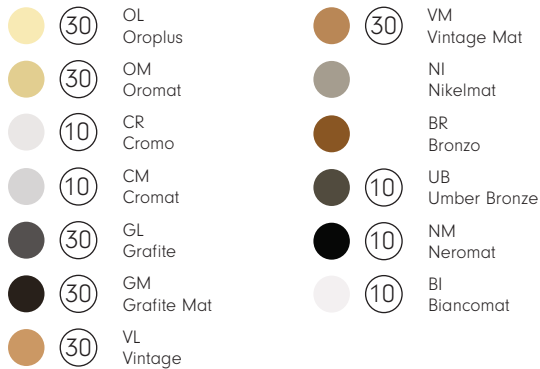 30 OL
Oroplus
30 OM
Oromat
10 CR
Cromo
10 CM
Cromat
30 GL
Grafite
30 GM
Grafite Mat
30 VL
Vintage
30 VM
Vintage Mat
NI
Nikelmat
BR
Bronzo
10 UB
Umber Bronze
10 NM
Neromat
10 BI
Biancomat